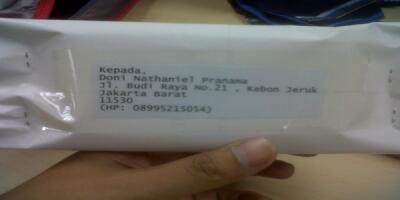 Kepada,
Doni Nathaniel Pranama
Jl. Budi Raya No.21 , Kebon Jeruk
Jakarta Barat
11530
(HP: 08995215054)